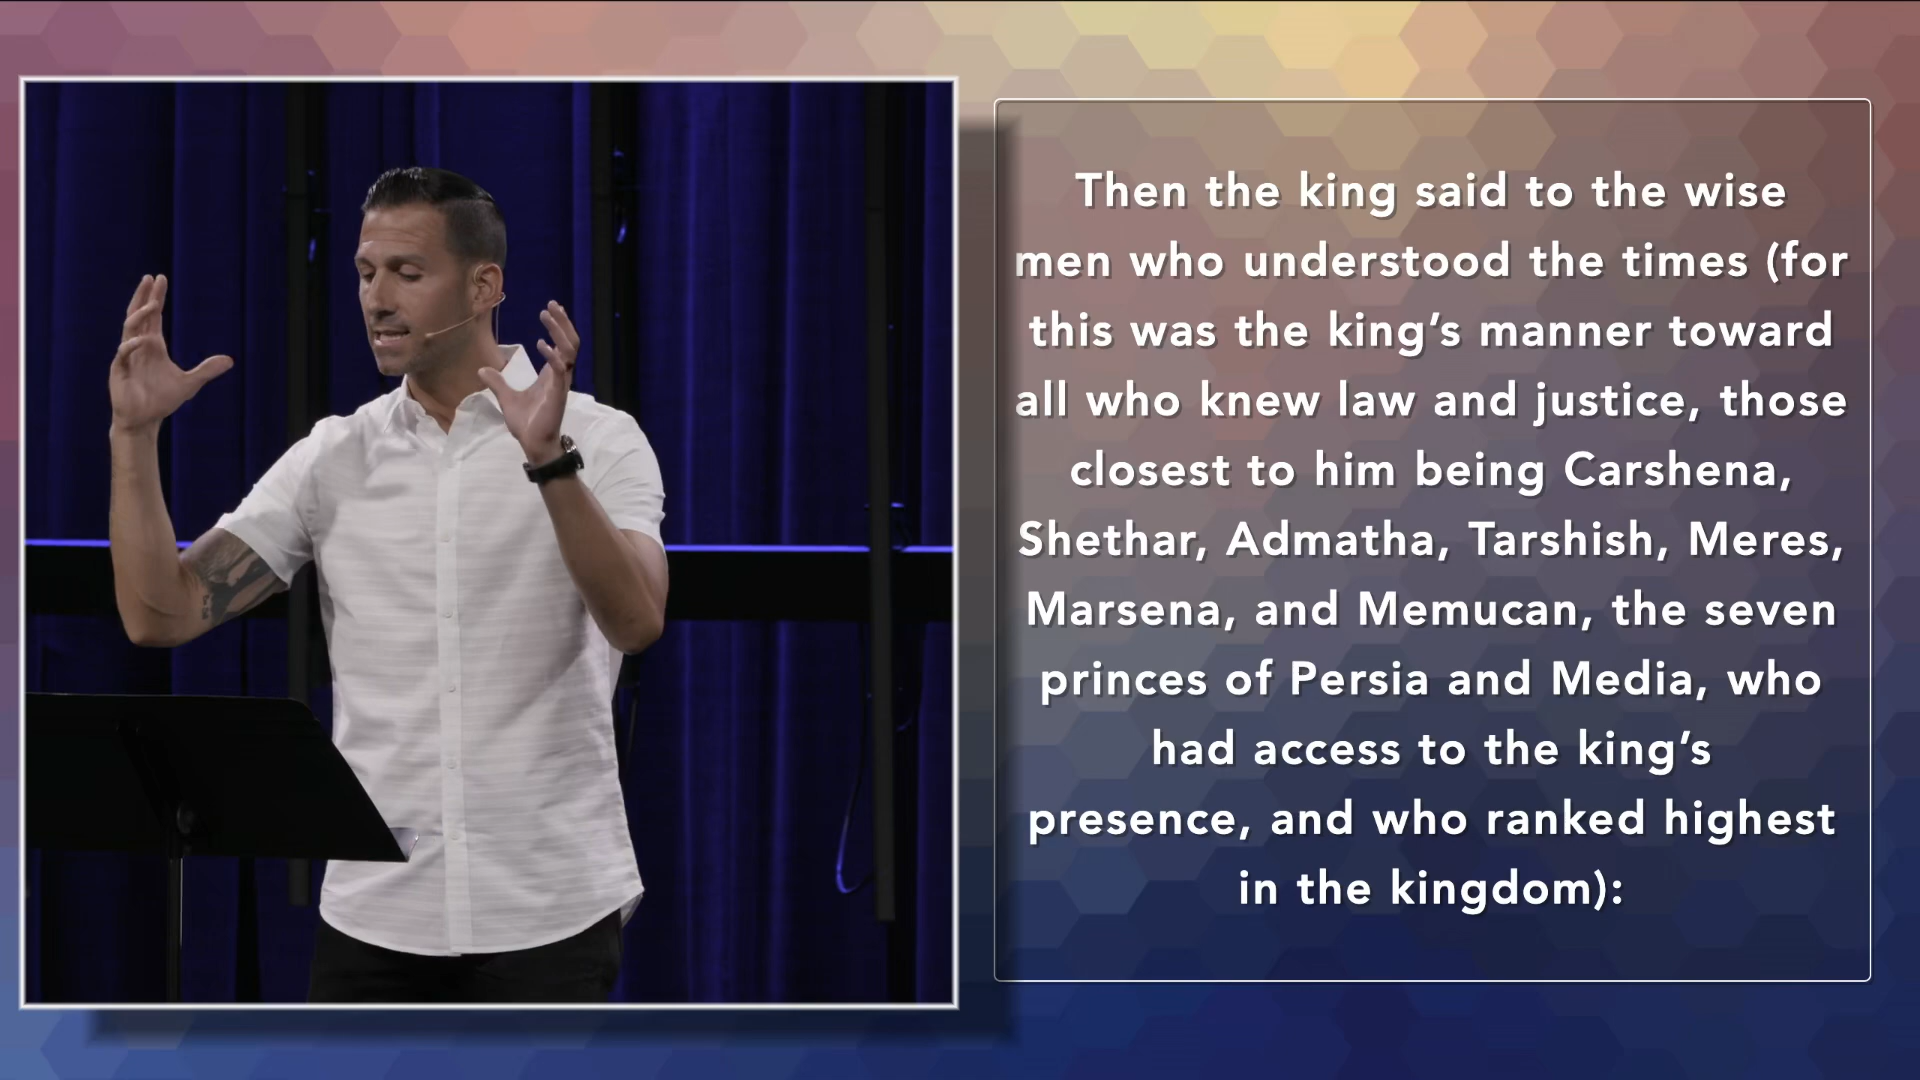 Then the king said to the wise
men who understood the times (for
this was the king’s manner toward
all who knew law and justice, those
closest to him being Carshena,
Shethar, Admatha, Tarshish, Meres,
Marsena, and Memucan, the seven
princes of Persia and Media, who
had access to the king’s
presence, and who ranked highest
in the kingdom):